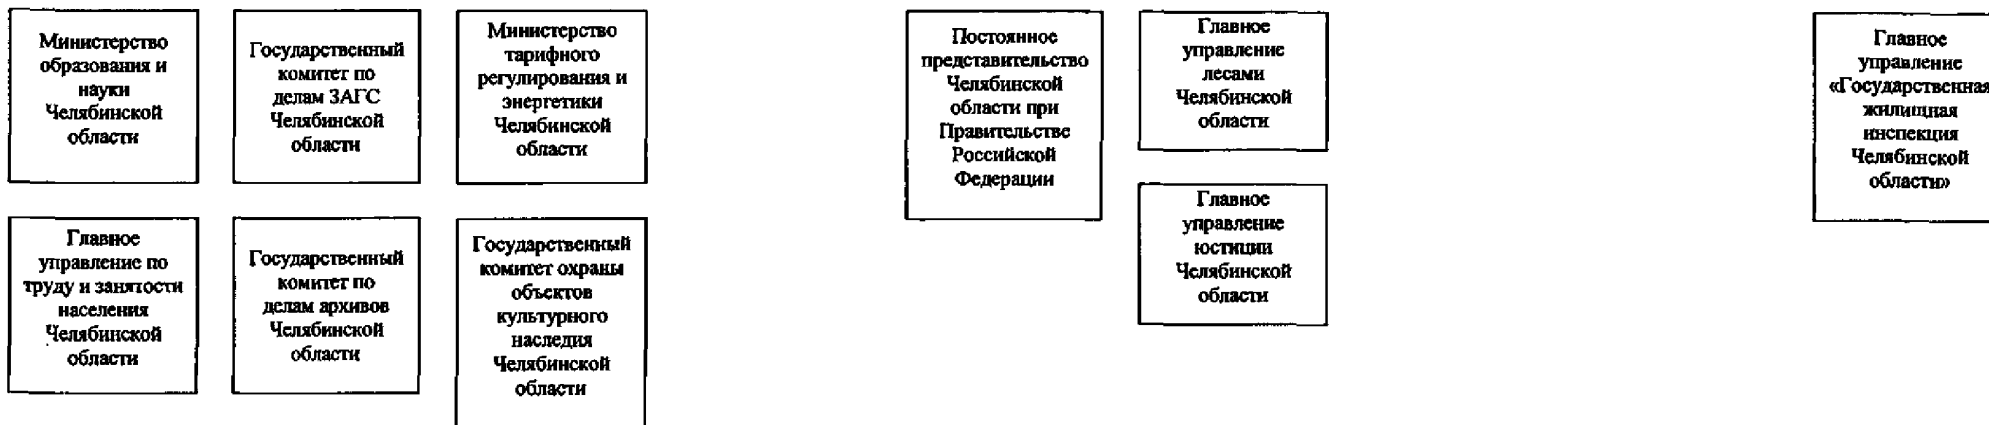 Министерство
образования и
науки
Челябинской
области
Государственный
комитет по
делам ЗАГС
Челябинской
области
Министерство
тарифного
регулирования и
энергетики
Челябинской
области
Постоянное
представительство
Челябинской
области при
Правительстве
Российской
Федерации
Главное
управление
лесами
Челябинской
области
Главное
управление
«Государственная
жилищная
инспекция
Челябинской
области»
Главное
управление по
труду и занятости
населения
Челябинской
области
Государственный
комитет по
делам архивов
Челябинской
области
Государственный
комитет охраны
объектов
культурного
наследия
Челябинской
области
Главное
управление
юстиции
Челябинской
области